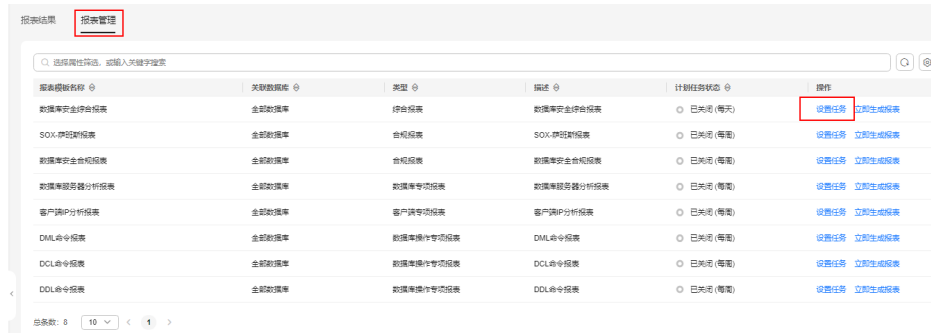 报表结果 报表管理
选择属性筛选，或输入关键字搜索
报表模板名称 关联数据库 类型 描述 计划任务状态 操作
数据库安全综合报表 全部数据库 综合报表 数据库安全综合报表 已关闭 (每天) 设置任务 立即生成报表
SOX-萨班斯报表 全部数据库 合规报表 SOX-萨班斯报表 已关闭 (每周) 设置任务 立即生成报表
数据库安全合规报表 全部数据库 合规报表 数据库安全合规报表 已关闭 (每周) 设置任务 立即生成报表
数据库服务器分析报表 全部数据库 数据库专项报表 数据库服务器分析报表 已关闭 (每周) 设置任务 立即生成报表
客户端IP分析报表 全部数据库 客户端专项报表 客户端IP分析报表 已关闭 (每周) 设置任务 立即生成报表
DML命令报表 全部数据库 数据库操作专项报表 DML命令报表 已关闭 (每周) 设置任务 立即生成报表
DCL命令报表 全部数据库 数据库操作专项报表 DCL命令报表 已关闭 (每周) 设置任务 立即生成报表
DDL命令报表 全部数据库 数据库操作专项报表 DDL命令报表 已关闭 (每周) 设置任务 立即生成报表
总条数: 8 10 < 1 >